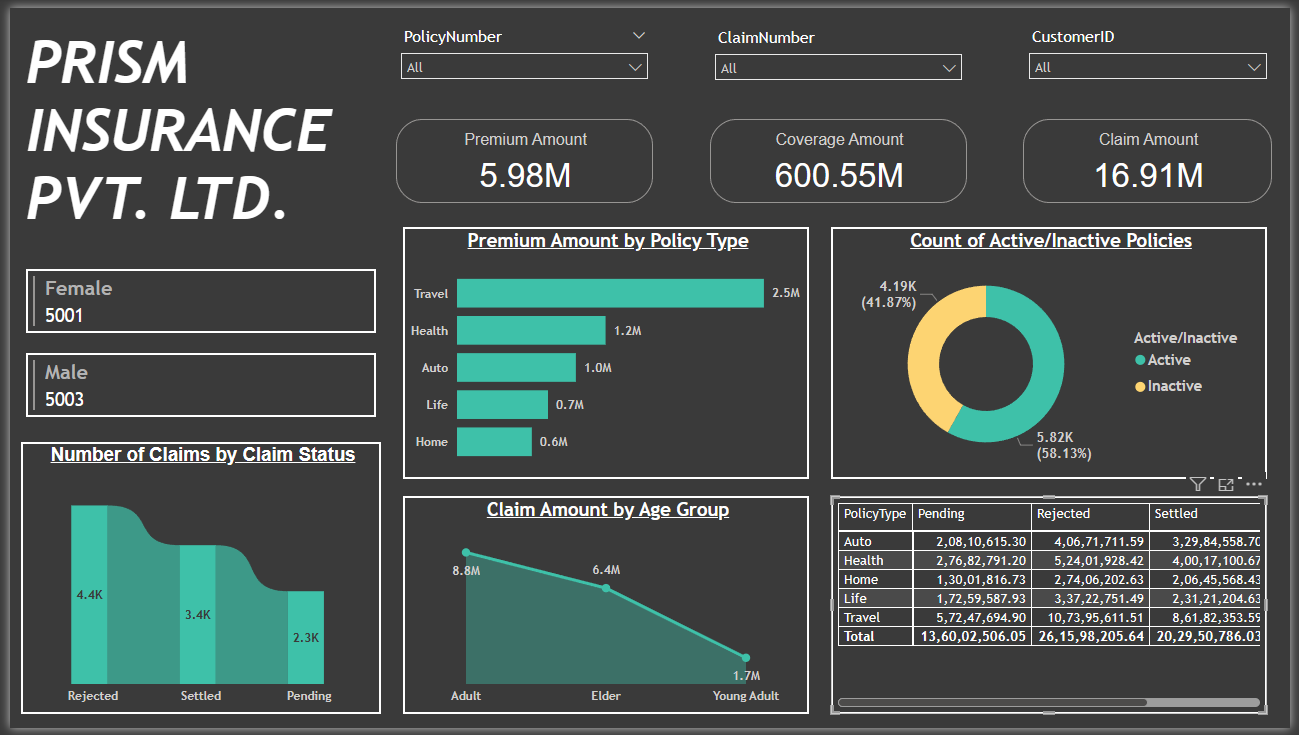 PRISM
INSURANCE
PVT. LTD.
PolicyNumber
All
ClaimNumber
All
CustomerID
All
Premium Amount
5.98M
Coverage Amount
600.55M
Claim Amount
16.91M
Female
5001
Male
5003
Premium Amount by Policy Type
Travel 2.5M
Health 1.2M
Auto 1.0M
Life 0.7M
Home 0.6M
Count of Active/Inactive Policies
4.19K
(41.87%)
5.82K
(58.13%)
Active/Inactive
Active
Inactive
Number of Claims by Claim Status
4.4K
3.4K
2.3K
Rejected Settled Pending
Claim Amount by Age Group
8.8M
6.4M
1.7M
Adult Elder Young Adult
PolicyType Pending Rejected Settled
Auto 2,08,10,615.30 4,06,71,711.59 3,29,84,558.70
Health 2,76,82,791.20 5,24,01,928.42 4,00,17,100.67
Home 1,30,01,816.73 2,74,06,202.63 2,06,45,568.43
Life 1,72,59,587.93 3,37,22,751.49 2,31,21,204.63
Travel 5,72,47,694.90 10,73,95,611.51 8,61,82,353.59
Total 13,60,02,506.05 26,15,98,205.64 20,29,50,786.03